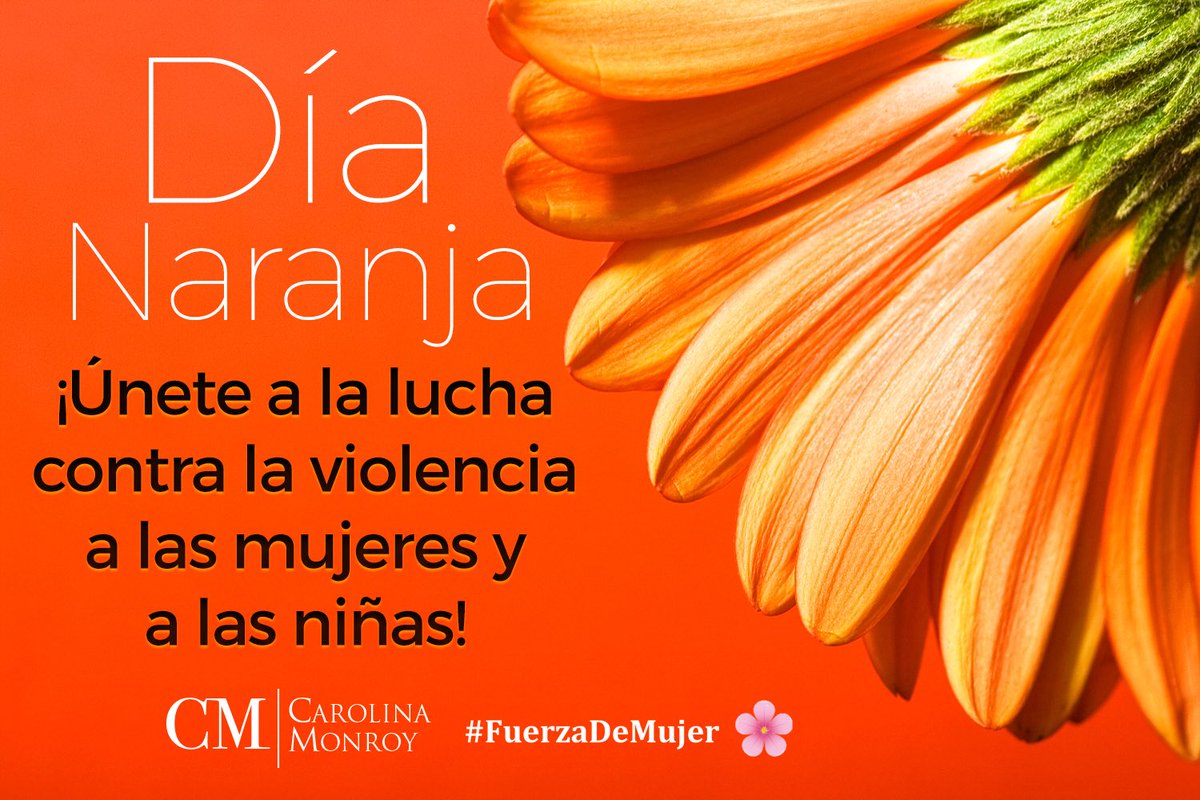 Día
Naranja
¡Únete a la lucha
contra la violencia
a las mujeres y
a las niñas!
CM CAROLINA
MONROY
#FuerzaDeMujer